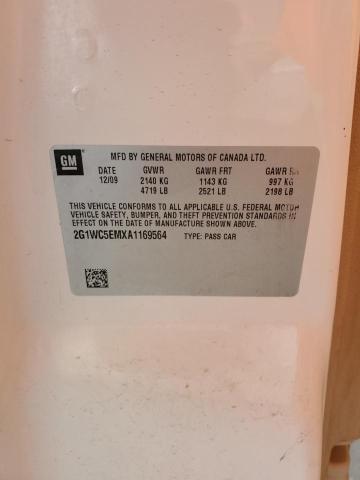 GM MFD BY GENERAL MOTORS OF CANADA LTD.
DATE GVWR GAWR FRT GAWR
12/09 2140 KG 1143 KG 997 KG
4719 LB 2521 LB 2198 LB
THIS VEHICLE CONFORMS TO ALL APPLICABLE U.S. FEDERAL MOTOR
VEHICLE SAFETY, BUMPER, AND THEFT PREVENTION STANDARDS IN
EFFECT ON THE DATE OF MANUFACTURE SHOWN ABOVE.
2G1WC5EMXA1169564 TYPE: PASS CAR